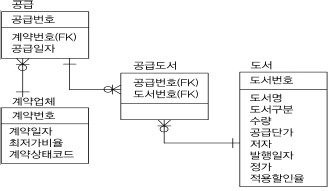 공급
공급번호
계약번호(FK)
공급일자
계약업체
계약번호
계약일자
최저가비율
계약상태코드
공급도서
공급번호(FK)
도서번호(FK)
도서
도서번호
도서명
도서구분
수량
공급단가
저자
발행일자
정가
적용할인율